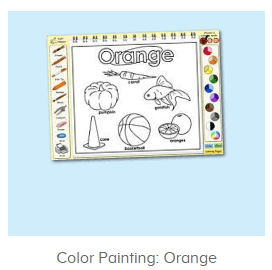 Orange
carrot
pumpkin
goldfish
cone
basketball
oranges
Color Painting: Orange